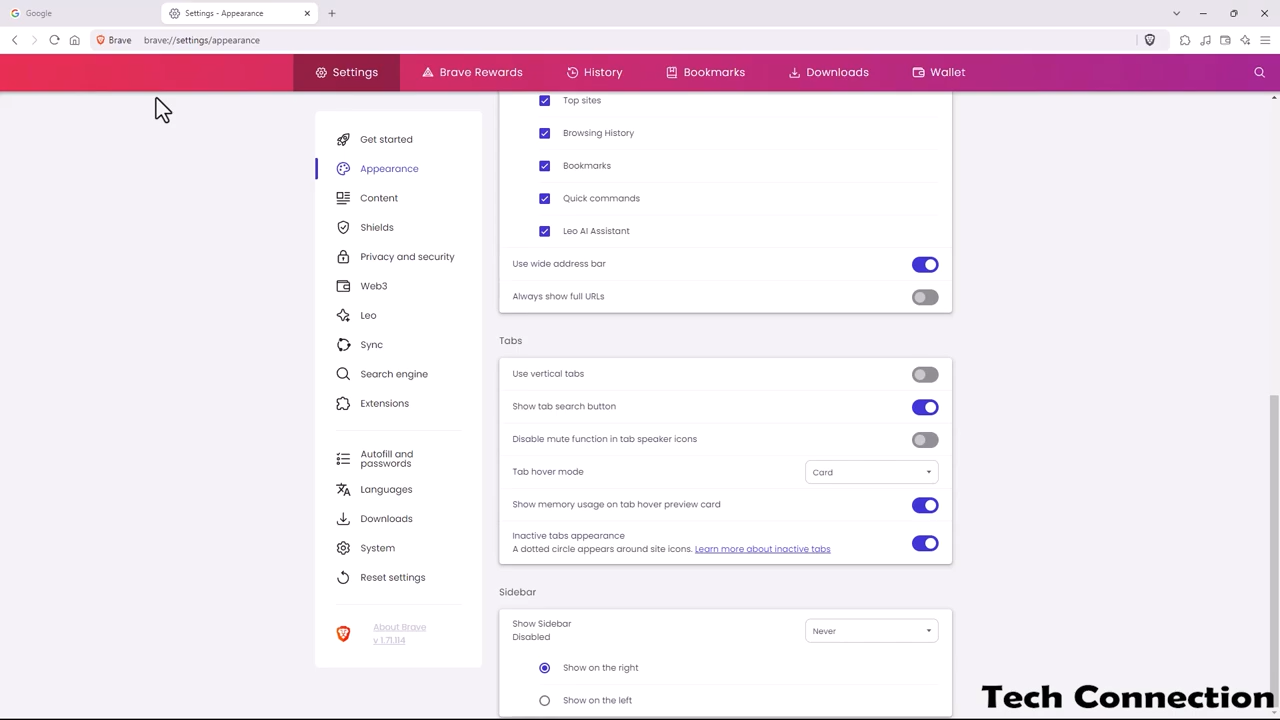 Google
Settings - Appearance
Brave
brave://settings/appearance
Settings
Brave Rewards
History
Bookmarks
Downloads
Wallet
Get started
Appearance
Content
Shields
Privacy and security
Web3
Leo
Sync
Search engine
Extensions
Autofill and
passwords
Languages
Downloads
System
Reset settings
About Brave
v 1.71.114
Top sites
Browsing History
Bookmarks
Quick commands
Leo AI Assistant
Use wide address bar
Always show full URLs
Tabs
Use vertical tabs
Show tab search button
Disable mute function in tab speaker icons
Tab hover mode
Card
Show memory usage on tab hover preview card
Inactive tabs appearance
A dotted circle appears around site icons. Learn more about inactive tabs
Sidebar
Show Sidebar
Disabled
Never
Show on the right
Show on the left
Tech Connection